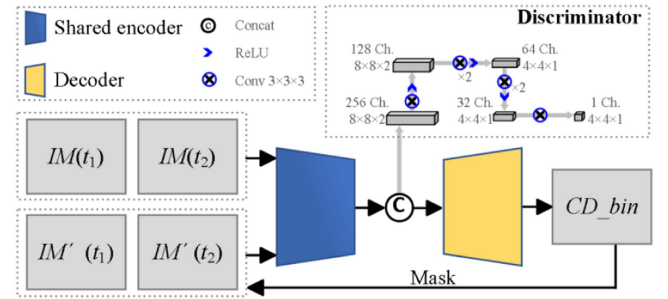 Shared encoder
Decoder
C Concat
ReLU
Conv 3×3×3
Discriminator
128 Ch.
8×8×2
×2
64 Ch.
4×4×1
×2
256 Ch.
8×8×2
32 Ch.
4×4×1
1 Ch.
4×4×1
IM(t₁)
IM(t₂)
IM′ (t₁)
IM′ (t₂)
C
CD_bin
Mask